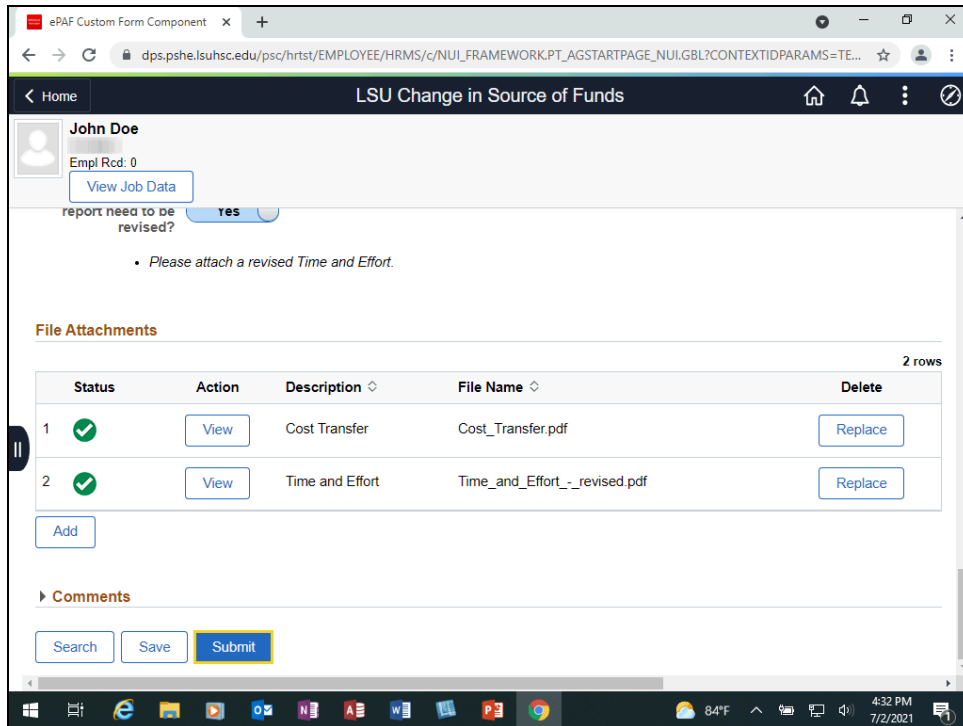 ePAF Custom Form Component
dps.pshe.lsuhsc.edu/psc/hrtst/EMPLOYEE/HRMS/c/NUI_FRAMEWORK.PT_AGSTARTPAGE_NUI.GBL?CONTEXTIDPARAMS=TE...
Home LSU Change in Source of Funds
John Doe
Empl Rcd: 0
View Job Data
report need to be Yes
revised?
• Please attach a revised Time and Effort.
File Attachments
2 rows
Status Action Description File Name Delete
1 View Cost Transfer Cost_Transfer.pdf Replace
2 View Time and Effort Time_and_Effort_-_revised.pdf Replace
Add
Comments
Search Save Submit
84°F 4:32 PM
7/2/2021